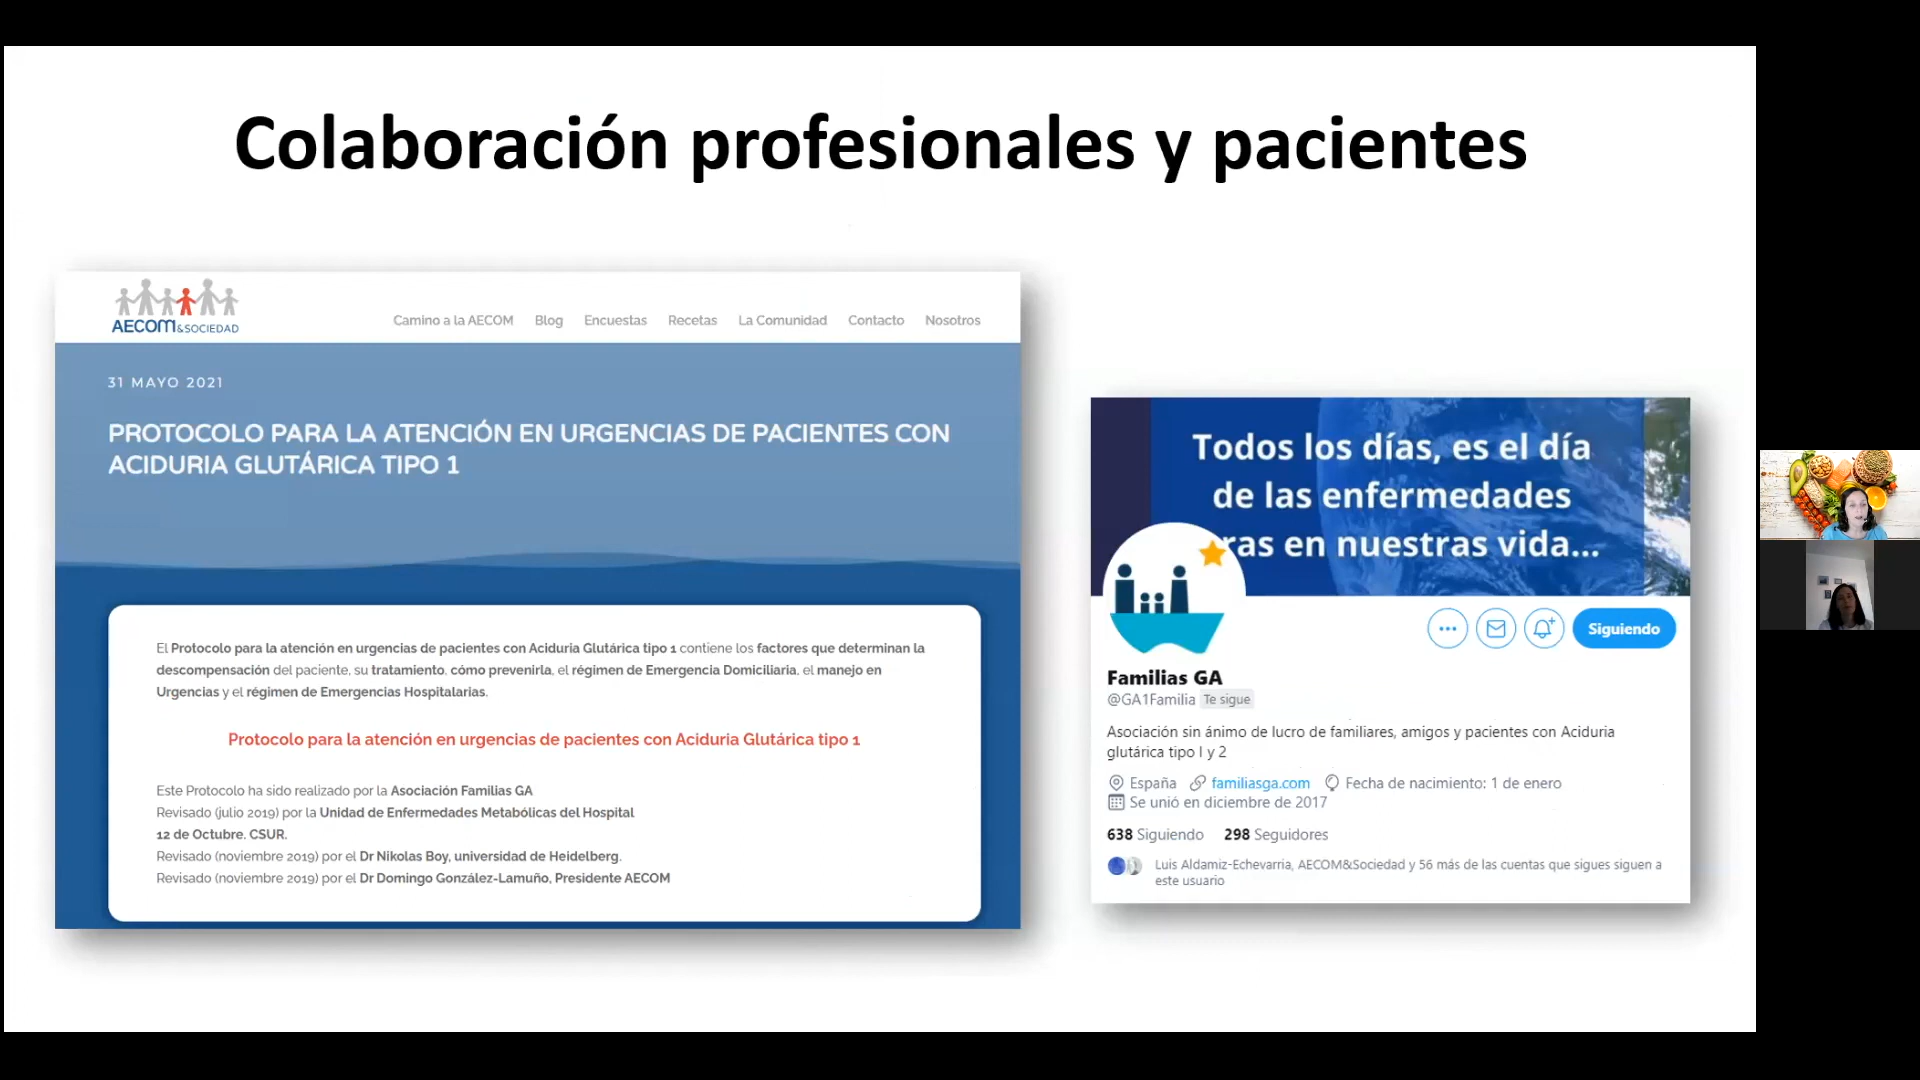 Colaboración profesionales y pacientes
AECOM&SOCIEDAD
Camino a la AECOM Blog Encuestas Recetas La Comunidad Contacto Nosotros
31 MAYO 2021
PROTOCOLO PARA LA ATENCIÓN EN URGENCIAS DE PACIENTES CON
ACIDURIA GLUTÁRICA TIPO 1
El Protocolo para la atención en urgencias de pacientes con Aciduria Glutárica tipo 1 contiene los factores que determinan la
descompensación del paciente, su tratamiento, cómo prevenirla, el régimen de Emergencia Domiciliaria, el manejo en
Urgencias y el régimen de Emergencias Hospitalarias.
Protocolo para la atención en urgencias de pacientes con Aciduria Glutárica tipo 1
Este Protocolo ha sido realizado por la Asociación Familias GA
Revisado (julio 2019) por la Unidad de Enfermedades Metabólicas del Hospital
12 de Octubre. CSUR.
Revisado (noviembre 2019) por el Dr Nikolas Boy, universidad de Heidelberg.
Revisado (noviembre 2019) por el Dr Domingo González-Lamuño, Presidente AECOM
Todos los días, es el día
de las enfermedades
ras en nuestras vida...
Siguiendo
Familias GA
@GA1Familia Te sigue
Asociación sin ánimo de lucro de familiares, amigos y pacientes con Aciduria
glutárica tipo I y 2
España familiasga.com Fecha de nacimiento: 1 de enero
Se unió en diciembre de 2017
638 Siguiendo 298 Seguidores
Luis Aldamiz-Echevarria, AECOM&Sociedad y 56 más de las cuentas que sigues siguen a
este usuario